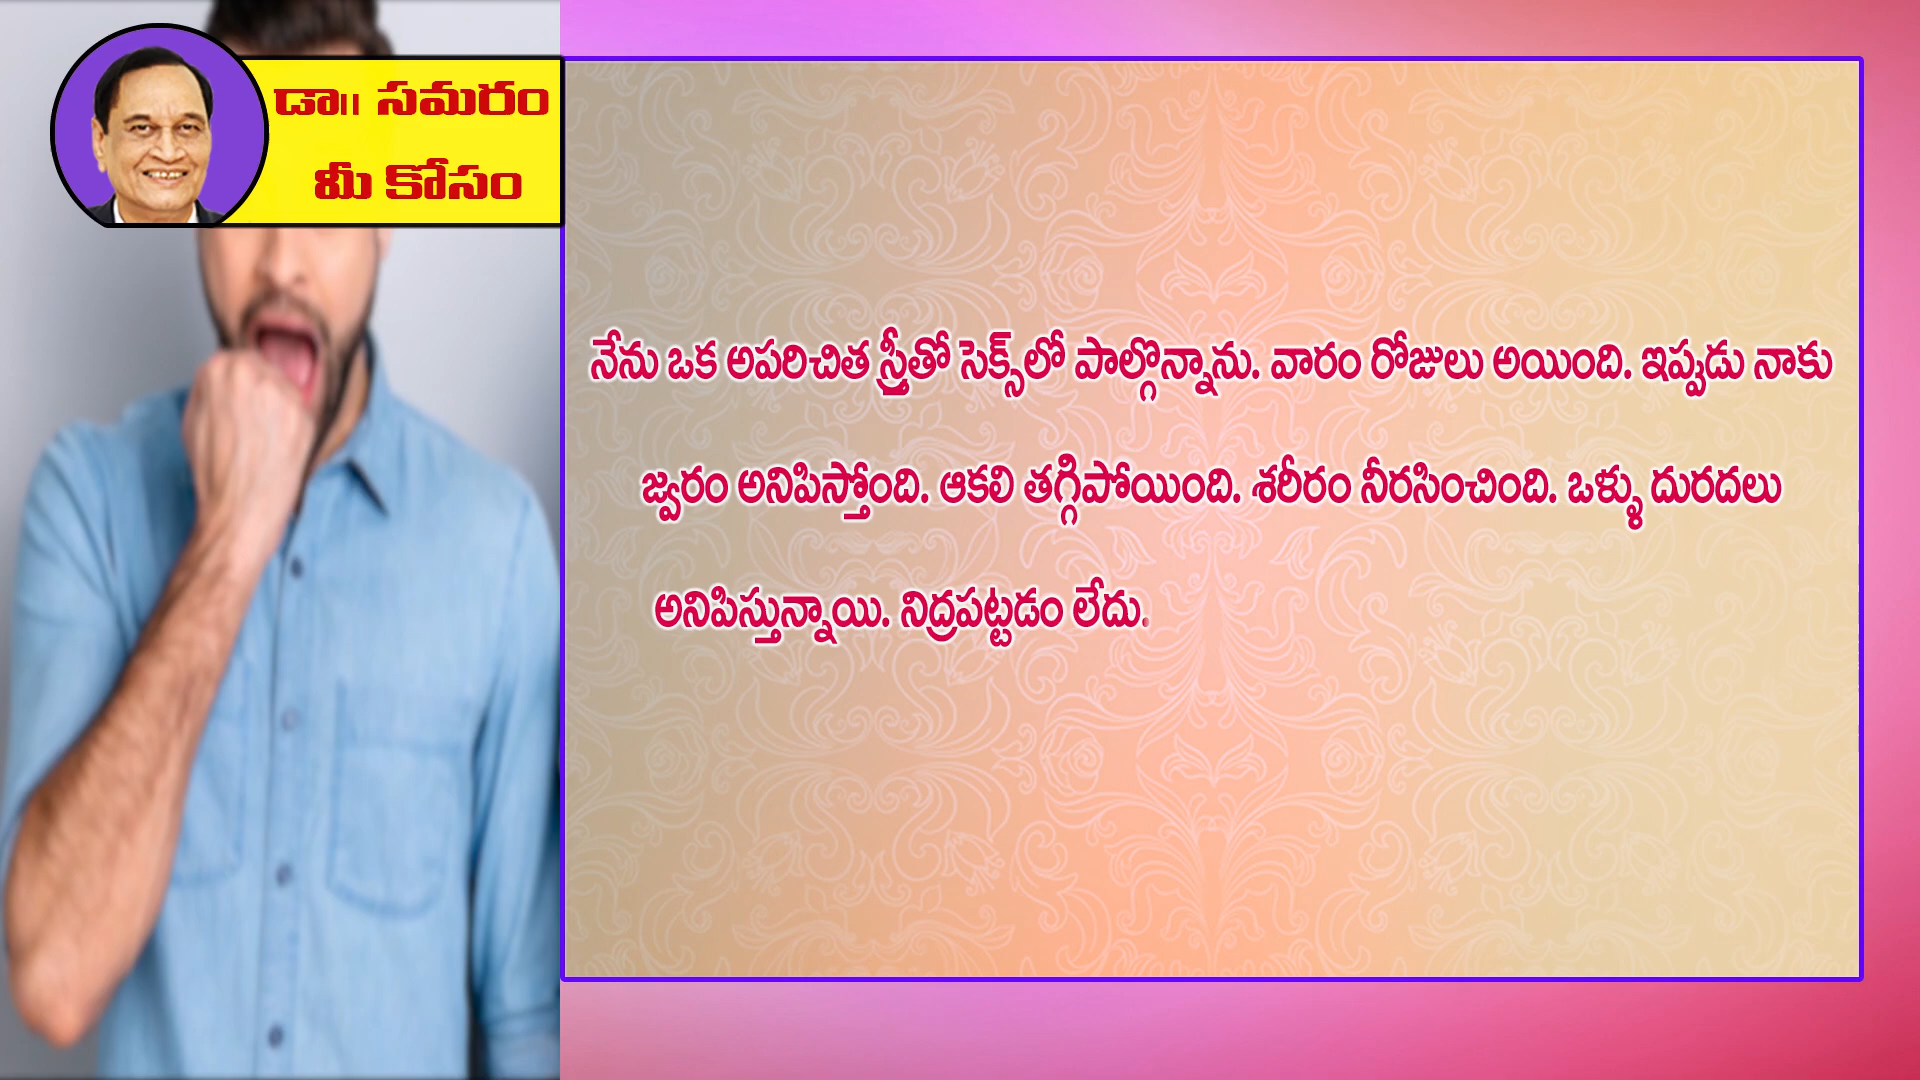 డా॥ సమరం
మీ కోసం
నేను ఒక అపరిచిత స్త్రీతో సెక్స్‌లో పాల్గొన్నాను. వారం రోజులు అయింది. ఇప్పుడు నాకు
జ్వరం అనిపిస్తోంది. ఆకలి తగ్గిపోయింది. శరీరం నీరసించింది. ఒళ్ళు దురదలు
అనిపిస్తున్నాయి. నిద్రపట్టడం లేదు.